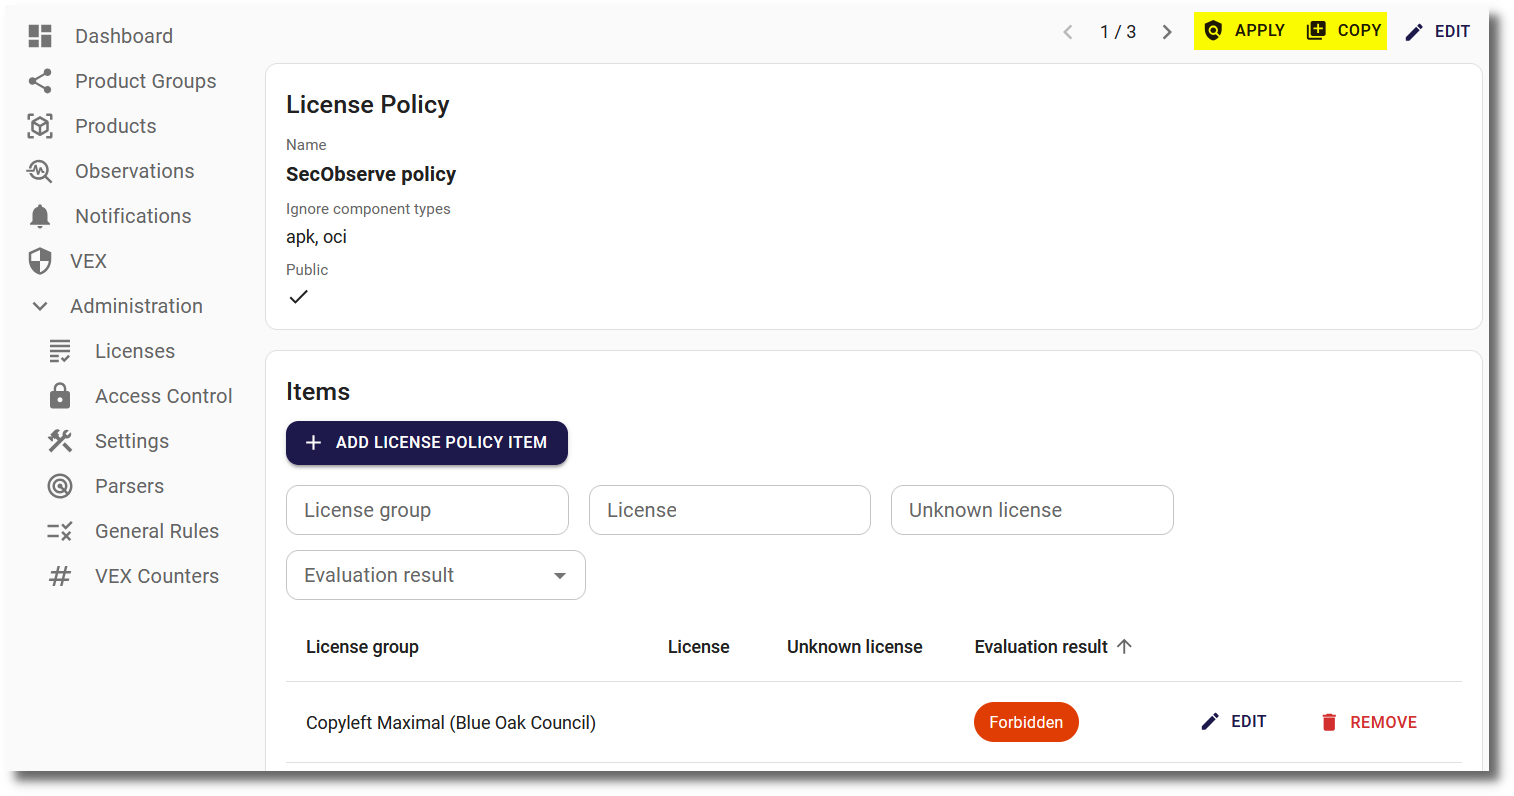 Dashboard
Product Groups
Products
Observations
Notifications
VEX
Administration
Licenses
Access Control
Settings
Parsers
General Rules
VEX Counters
1 / 3
APPLY
COPY
EDIT
License Policy
Name
SecObserve policy
Ignore component types
apk, oci
Public
Items
ADD LICENSE POLICY ITEM
License group
License
Unknown license
Evaluation result
License group License Unknown license Evaluation result
Copyleft Maximal (Blue Oak Council) Forbidden EDIT REMOVE